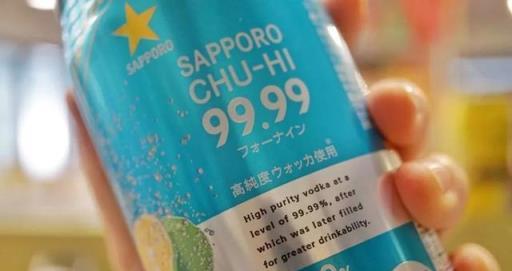 SAPPORO
SAPPORO
CHU-HI
99.99
フォーナイン
高純度ウォッカ使用
High purity vodka at a
level of 99.99%, after
which was later filled
for greater drinkability.